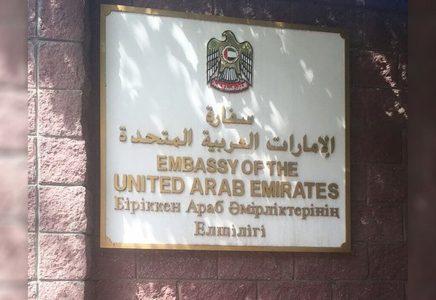 سفارة
الإمارات العربية المتحدة
EMBASSY OF THE
UNITED ARAB EMIRATES
Біріккен Араб Әмірліктерінің
Елшілігі